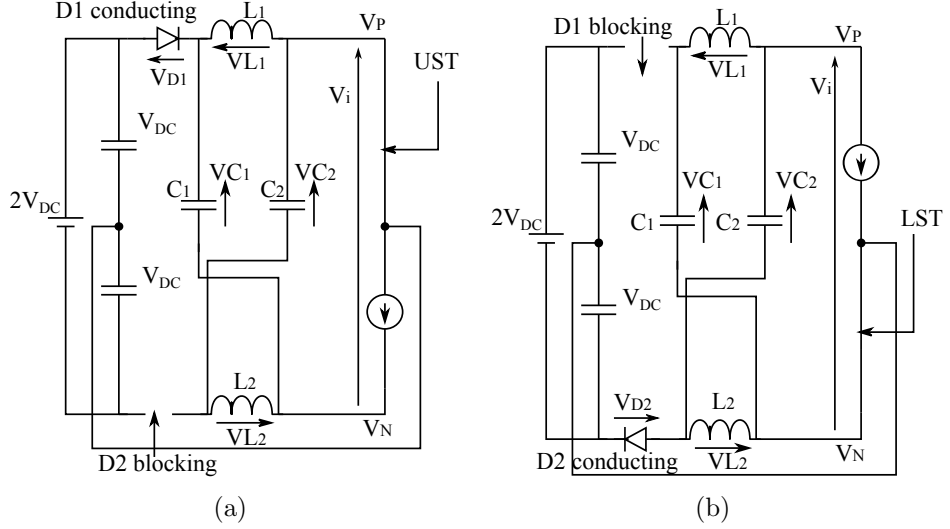 D1 conducting
L1
VP
VL1
VD1
UST
Vi
VDC
VC1
VC2
C1
C2
2VDC
VDC
L2
VL2
VN
D2 blocking
(a)
D1 blocking
L1
VP
VL1
Vi
VDC
VC1
VC2
2VDC
C1
C2
LST
VDC
VD2
L2
VL2
VN
D2 conducting
(b)